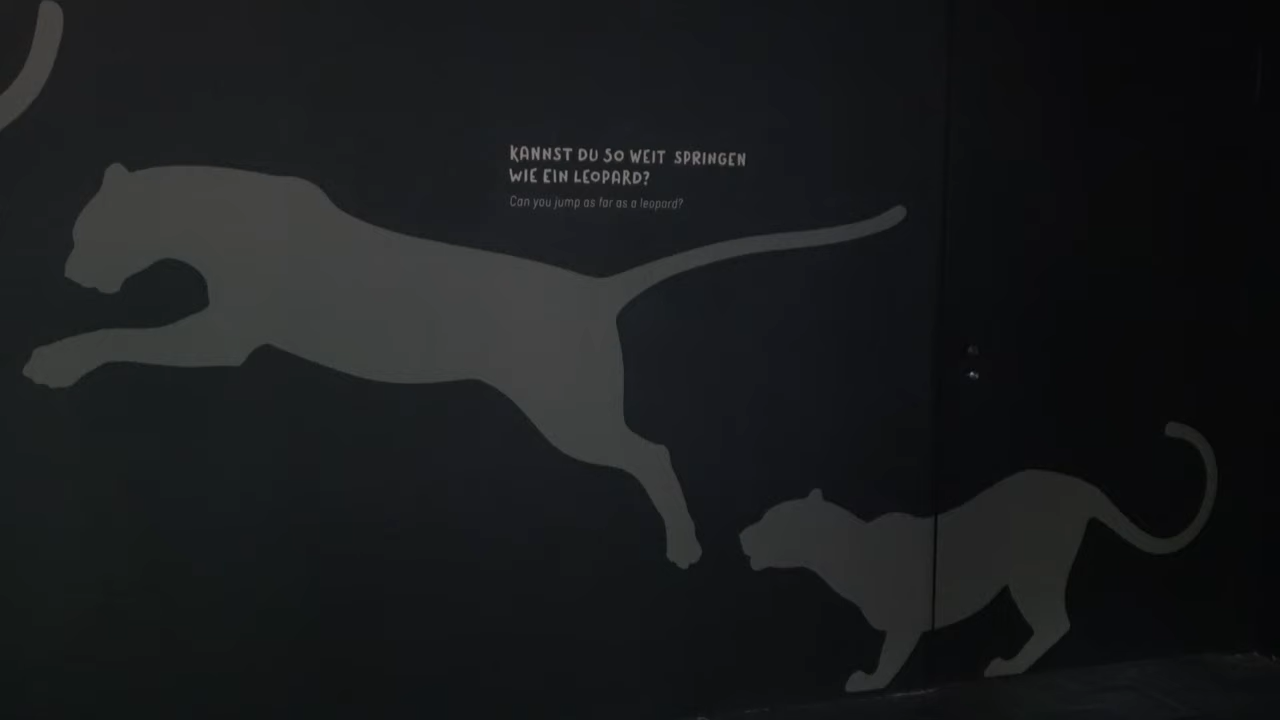 KANNST DU SO WEIT SPRINGEN
WIE EIN LEOPARD?
Can you jump as far as a leopard?